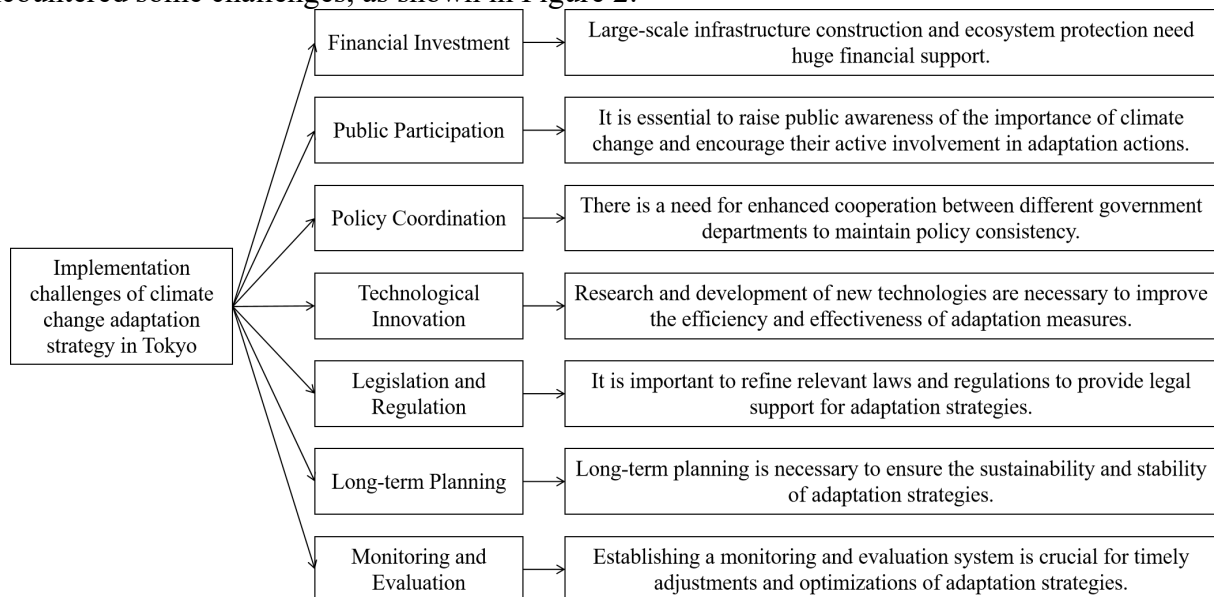 encountered some challenges, as shown in Figure 2.
Financial Investment
Large-scale infrastructure construction and ecosystem protection need
huge financial support.
Public Participation
It is essential to raise public awareness of the importance of climate
change and encourage their active involvement in adaptation actions.
Policy Coordination
There is a need for enhanced cooperation between different government
departments to maintain policy consistency.
Implementation
challenges of climate
change adaptation
strategy in Tokyo
Technological
Innovation
Research and development of new technologies are necessary to improve
the efficiency and effectiveness of adaptation measures.
Legislation and
Regulation
It is important to refine relevant laws and regulations to provide legal
support for adaptation strategies.
Long-term Planning
Long-term planning is necessary to ensure the sustainability and stability
of adaptation strategies.
Monitoring and
Evaluation
Establishing a monitoring and evaluation system is crucial for timely
adjustments and optimizations of adaptation strategies.